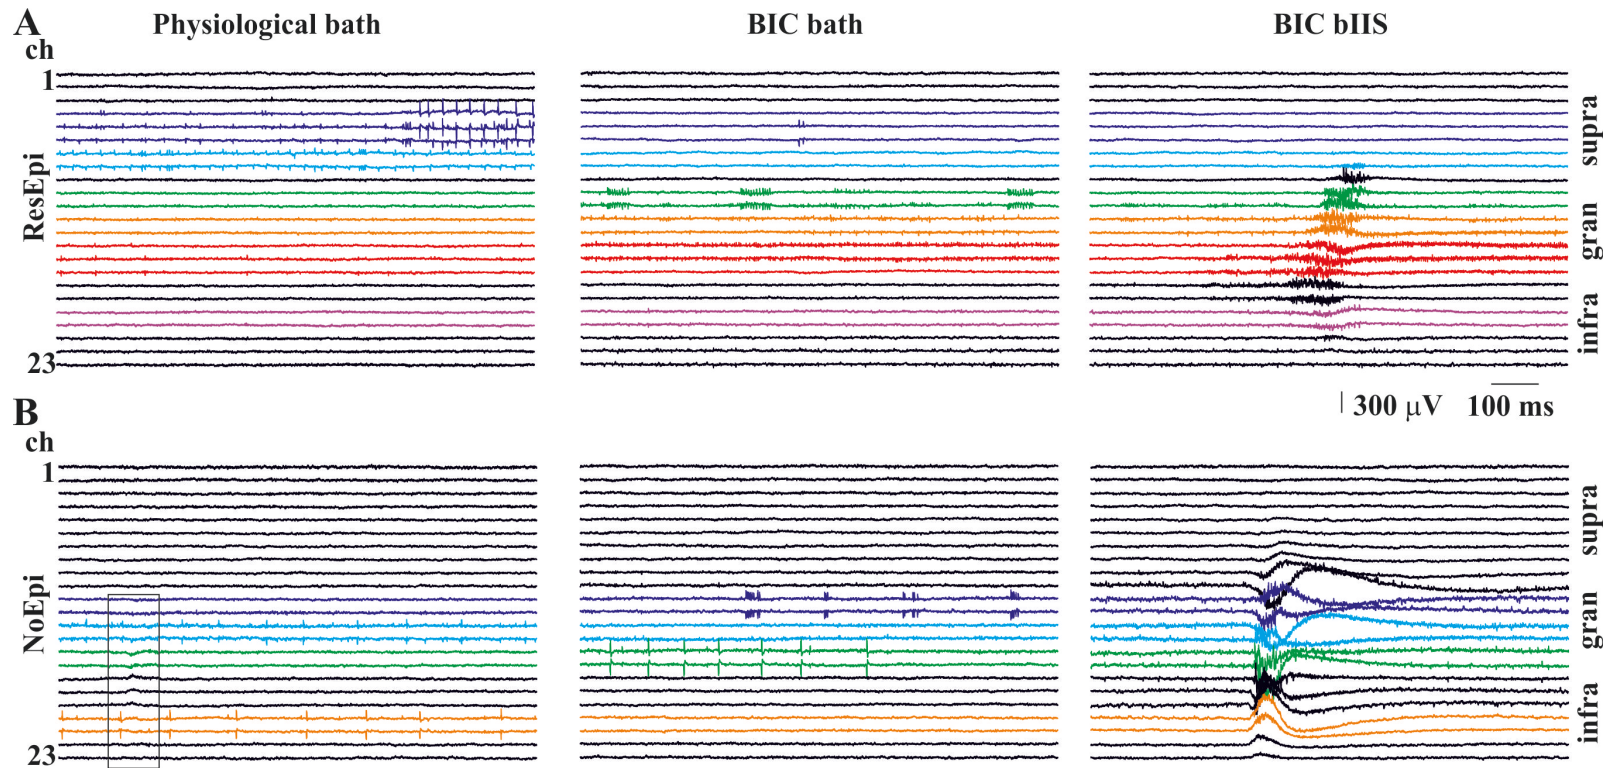 A
Physiological bath
BIC bath
BIC bIIS
ch
1
ResEpi
23
supra
gran
infra
300 μV
100 ms
B
ch
1
NoEpi
23
supra
gran
infra